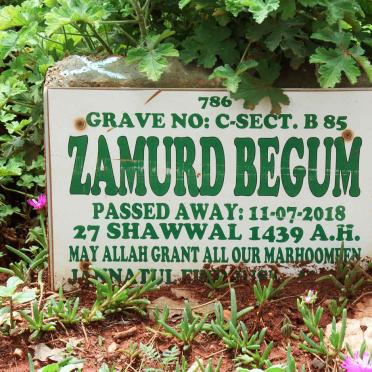 786
GRAVE NO: C-SECT. B 85
ZAMURD BEGUM
PASSED AWAY: 11-07-2018
27 SHAWWAL 1439 A.H.
MAY ALLAH GRANT ALL OUR MARHOOMEEN
JANNATUL